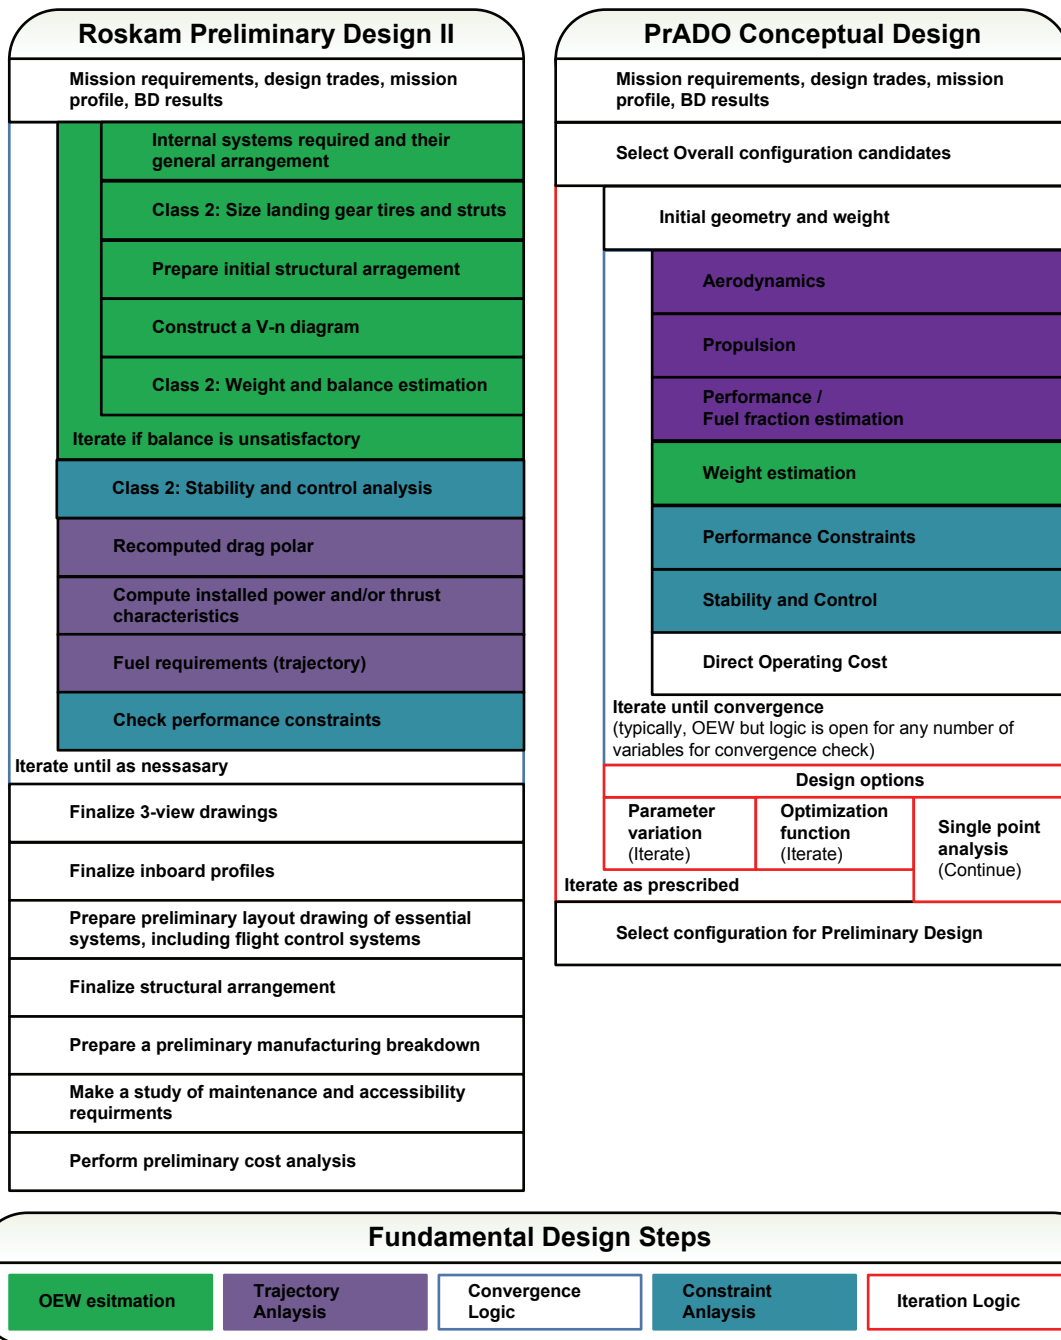 Roskam Preliminary Design II
Mission requirements, design trades, mission
profile, BD results
Internal systems required and their
general arrangement
Class 2: Size landing gear tires and struts
Prepare initial structural arragement
Construct a V-n diagram
Class 2: Weight and balance estimation
Iterate if balance is unsatisfactory
Class 2: Stability and control analysis
Recomputed drag polar
Compute installed power and/or thrust
characteristics
Fuel requirements (trajectory)
Check performance constraints
Iterate until as nessasary
Finalize 3-view drawings
Finalize inboard profiles
Prepare preliminary layout drawing of essential
systems, including flight control systems
Finalize structural arrangement
Prepare a preliminary manufacturing breakdown
Make a study of maintenance and accessibility
requirments
Perform preliminary cost analysis
PrADO Conceptual Design
Mission requirements, design trades, mission
profile, BD results
Select Overall configuration candidates
Initial geometry and weight
Aerodynamics
Propulsion
Performance /
Fuel fraction estimation
Weight estimation
Performance Constraints
Stability and Control
Direct Operating Cost
Iterate until convergence
(typically, OEW but logic is open for any number of
variables for convergence check)
Design options
Parameter
variation
(Iterate)
Optimization
function
(Iterate)
Single point
analysis
(Continue)
Iterate as prescribed
Select configuration for Preliminary Design
Fundamental Design Steps
OEW esitmation
Trajectory
Anlaysis
Convergence
Logic
Constraint
Anlaysis
Iteration Logic